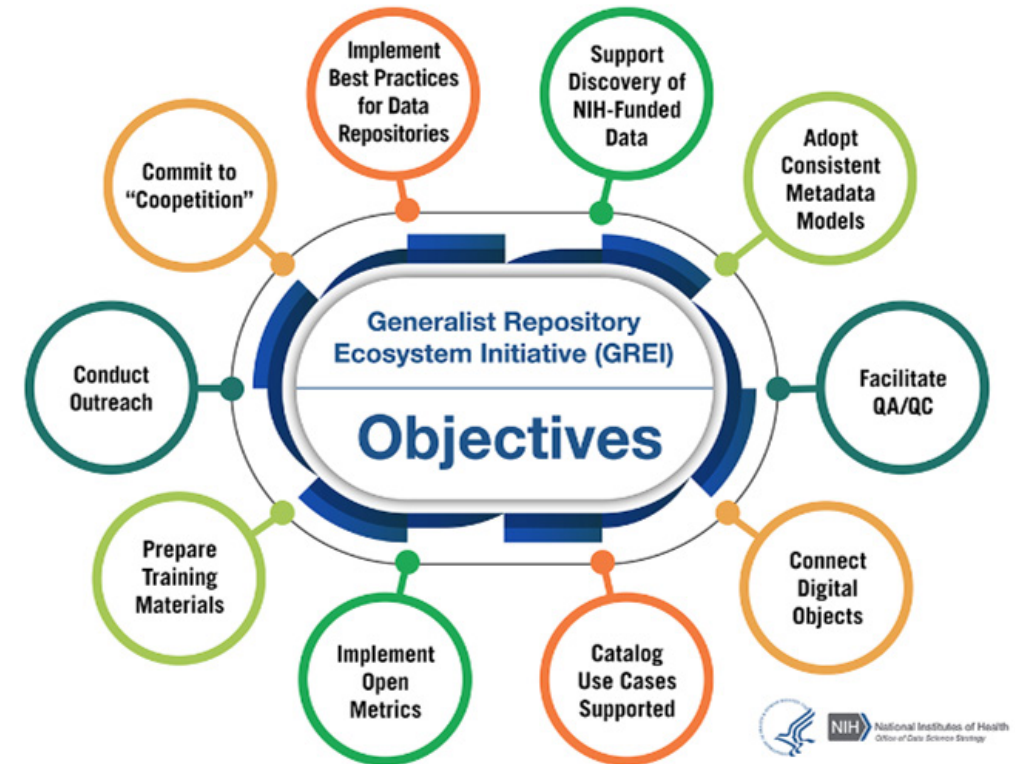 Implement
Best Practices
for Data
Repositories
Support
Discovery of
NIH-Funded
Data
Adopt
Consistent
Metadata
Models
Commit to
“Coopetition”
Generalist Repository
Ecosystem Initiative (GREI)
Objectives
Conduct
Outreach
Facilitate
QA/QC
Prepare
Training
Materials
Connect
Digital
Objects
Implement
Open
Metrics
Catalog
Use Cases
Supported
NIH
National Institutes of Health
Office of Data Science Strategy